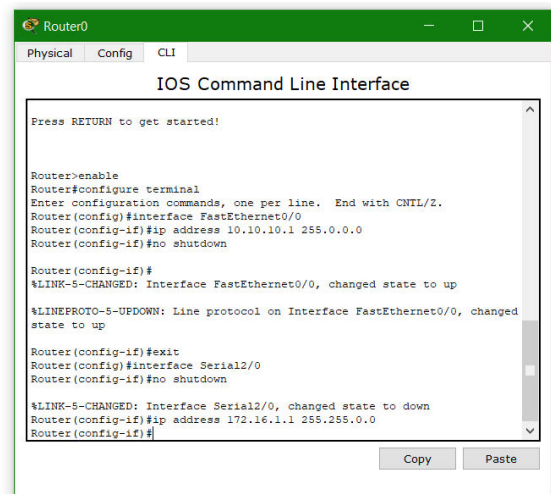 Router0
Physical Config CLI
IOS Command Line Interface
Press RETURN to get started!
Router>enable
Router#configure terminal
Enter configuration commands, one per line.  End with CNTL/Z.
Router(config)#interface FastEthernet0/0
Router(config-if)#ip address 10.10.10.1 255.0.0.0
Router(config-if)#no shutdown
Router(config-if)#
%LINK-5-CHANGED: Interface FastEthernet0/0, changed state to up
%LINEPROTO-5-UPDOWN: Line protocol on Interface FastEthernet0/0, changed
state to up
Router(config-if)#exit
Router(config)#interface Serial2/0
Router(config-if)#no shutdown
%LINK-5-CHANGED: Interface Serial2/0, changed state to down
Router(config-if)#ip address 172.16.1.1 255.255.0.0
Router(config-if)#
Copy Paste